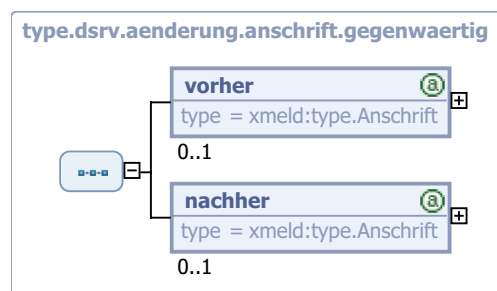 type.dsrv.aenderung.anschrift.gegenwaertig
vorher @
type = xmeld:type.Anschrift
0..1
nachher @
type = xmeld:type.Anschrift
0..1